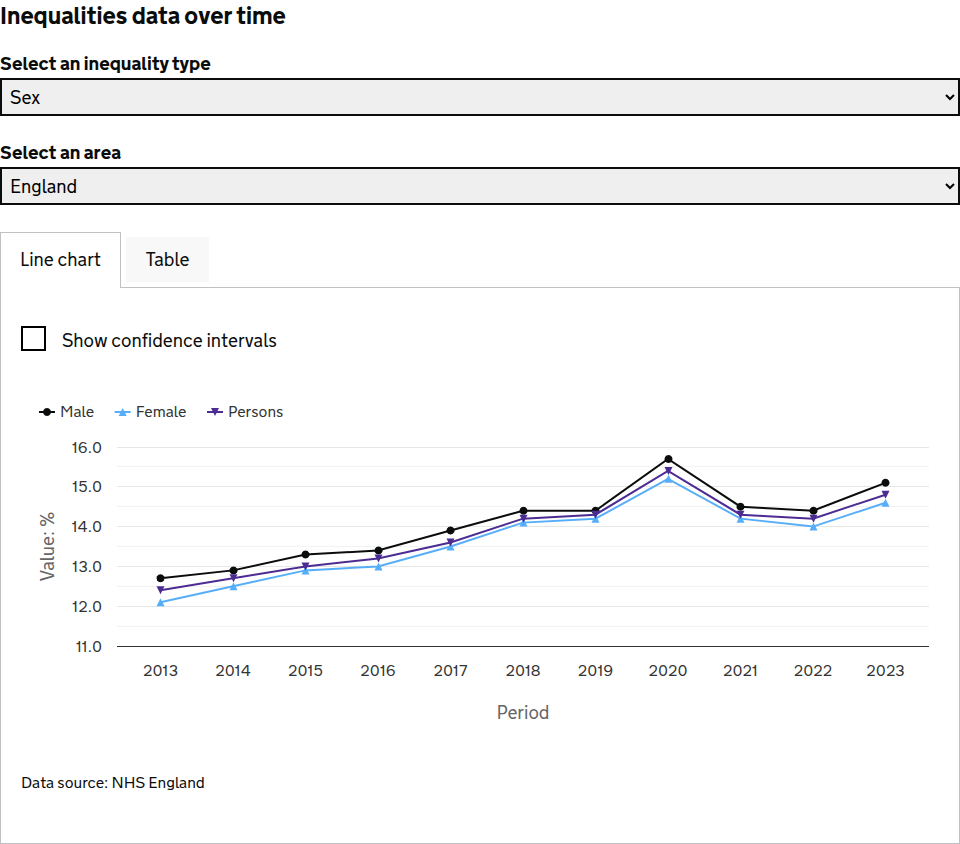 Inequalities data over time
Select an inequality type
Sex
Select an area
England
Line chart Table
Show confidence intervals
Male Female Persons
16.0
15.0
14.0
13.0
12.0
11.0
Value: %
2013 2014 2015 2016 2017 2018 2019 2020 2021 2022 2023
Period
Data source: NHS England